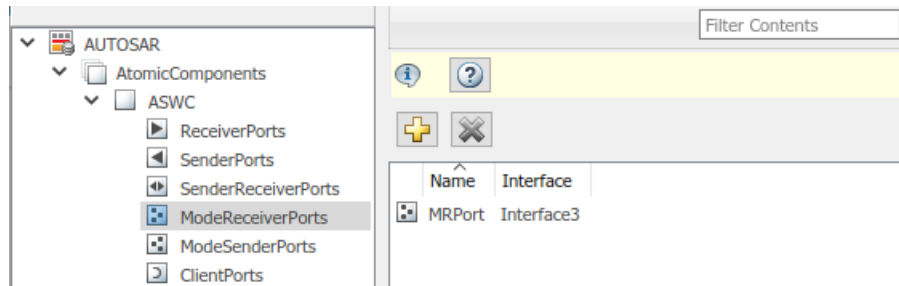 Filter Contents
AUTOSAR
AtomicComponents
ASWC
ReceiverPorts
SenderPorts
SenderReceiverPorts
ModeReceiverPorts
ModeSenderPorts
ClientPorts
Name Interface
MRPort Interface3